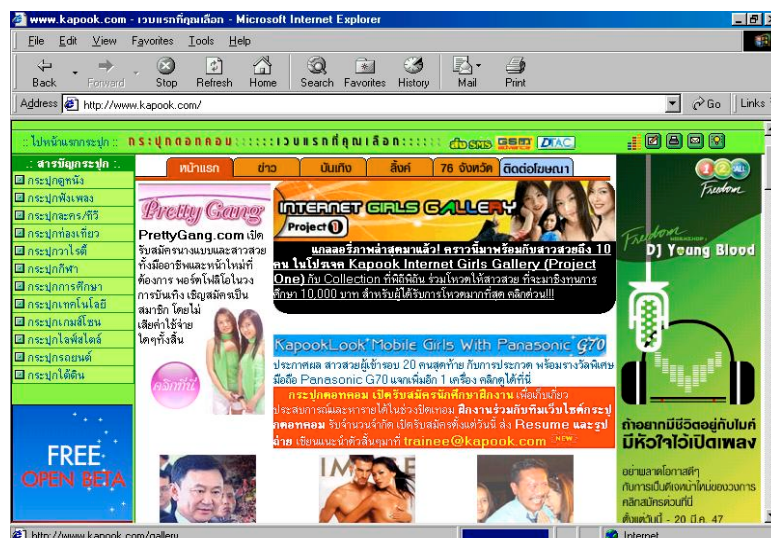 www.kapook.com - เวบแรกที่คุณเลือก - Microsoft Internet Explorer
File Edit View Favorites Tools Help
Back Forward Stop Refresh Home Search Favorites History Mail Print
Address http://www.kapook.com/ Go Links
:: ไปหน้าแรกกระปุก :: กระปุกดอทคอม::::::เวบแรกที่คุณเลือก:::::: SMS GSM DTAC
.: สารบัญกระปุก :.
กระปุกดูหนัง
กระปุกฟังเพลง
กระปุกละคร/ทีวี
กระปุกท่องเที่ยว
กระปุกวาไรตี้
กระปุกกีฬา
กระปุกการศึกษา
กระปุกเทคโนโลยี
กระปุกเกมส์โซน
กระปุกไลฟ์สไตล์
กระปุกรถยนต์
กระปุกใต้ดิน
FREE
OPEN BETA
หน้าแรก ข่าว บันเทิง ลิ้งค์ 76 จังหวัด ติดต่อโฆษณา
Pretty Gang
PrettyGang.com เปิด
รับสมัครนางแบบและสาวสวย
ทั้งมืออาชีพและหน้าใหม่ที่
ต้องการ พอร์ตโฟลิโอในวง
การบันเทิง เชิญสมัครเป็น
สมาชิก โดยไม่
เสียค่าใช้จ่าย
ใดๆทั้งสิ้น
คลิกที่นี่
INTERNET GIRLS GALLERY
Project 1
แกลอรี่ภาพล่าสุดมาแล้ว! คราวนี้มาพร้อมกับสาวสวยถึง 10
คน ในโปรเจค Kapook Internet Girls Gallery (Project
One) กับ Collection ที่พิถีพิถัน ร่วมโหวตให้สาวสวย ที่จะมาชิงทุนการ
ศึกษา 10,000 บาท สำหรับผู้ได้รับการโหวตมากที่สุด คลิกด่วน!!!
KapookLook Mobile Girls With Panasonic G70
ประกาศผล สาวสวยผู้เข้ารอบ 20 คนสุดท้าย กับการประกวด พร้อมรางวัลพิเศษ
มือถือ Panasonic G70 แจกเพิ่มอีก 1 เครื่อง คลิกดูได้ที่นี่
กระปุกดอทคอม เปิดรับสมัครนักศึกษาฝึกงาน เพื่อเก็บเกี่ยว
ประสบการณ์และหารายได้ในช่วงปิดเทอม ฝึกงานร่วมกับทีมเว็บไซต์กระปุ
กดอทคอม รับจำนวนจำกัด เปิดรับสมัครตั้งแต่วันนี้ ส่ง Resume และรูป
ถ่าย เขียนแนะนำตัวสั้นๆมาที่ trainee@kapook.com NEW
12CALL
Freedom
Freedom
DJ Young Blood
ถ้าอยากมีชีวิตอยู่กับไมค์
มีหัวใจไว้เปิดเพลง
อย่าพลาดโอกาสดีๆ
กับการเป็นดีเจหน้าใหม่ของวงการ
คลิกสมัครด่วนที่นี่
ตั้งแต่วันนี้ - 20 มี.ค. 47
http://www.kapook.com/gallery Internet